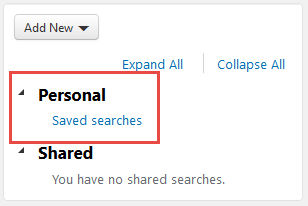 Add New
Expand All Collapse All
Personal
Saved searches
Shared
You have no shared searches.